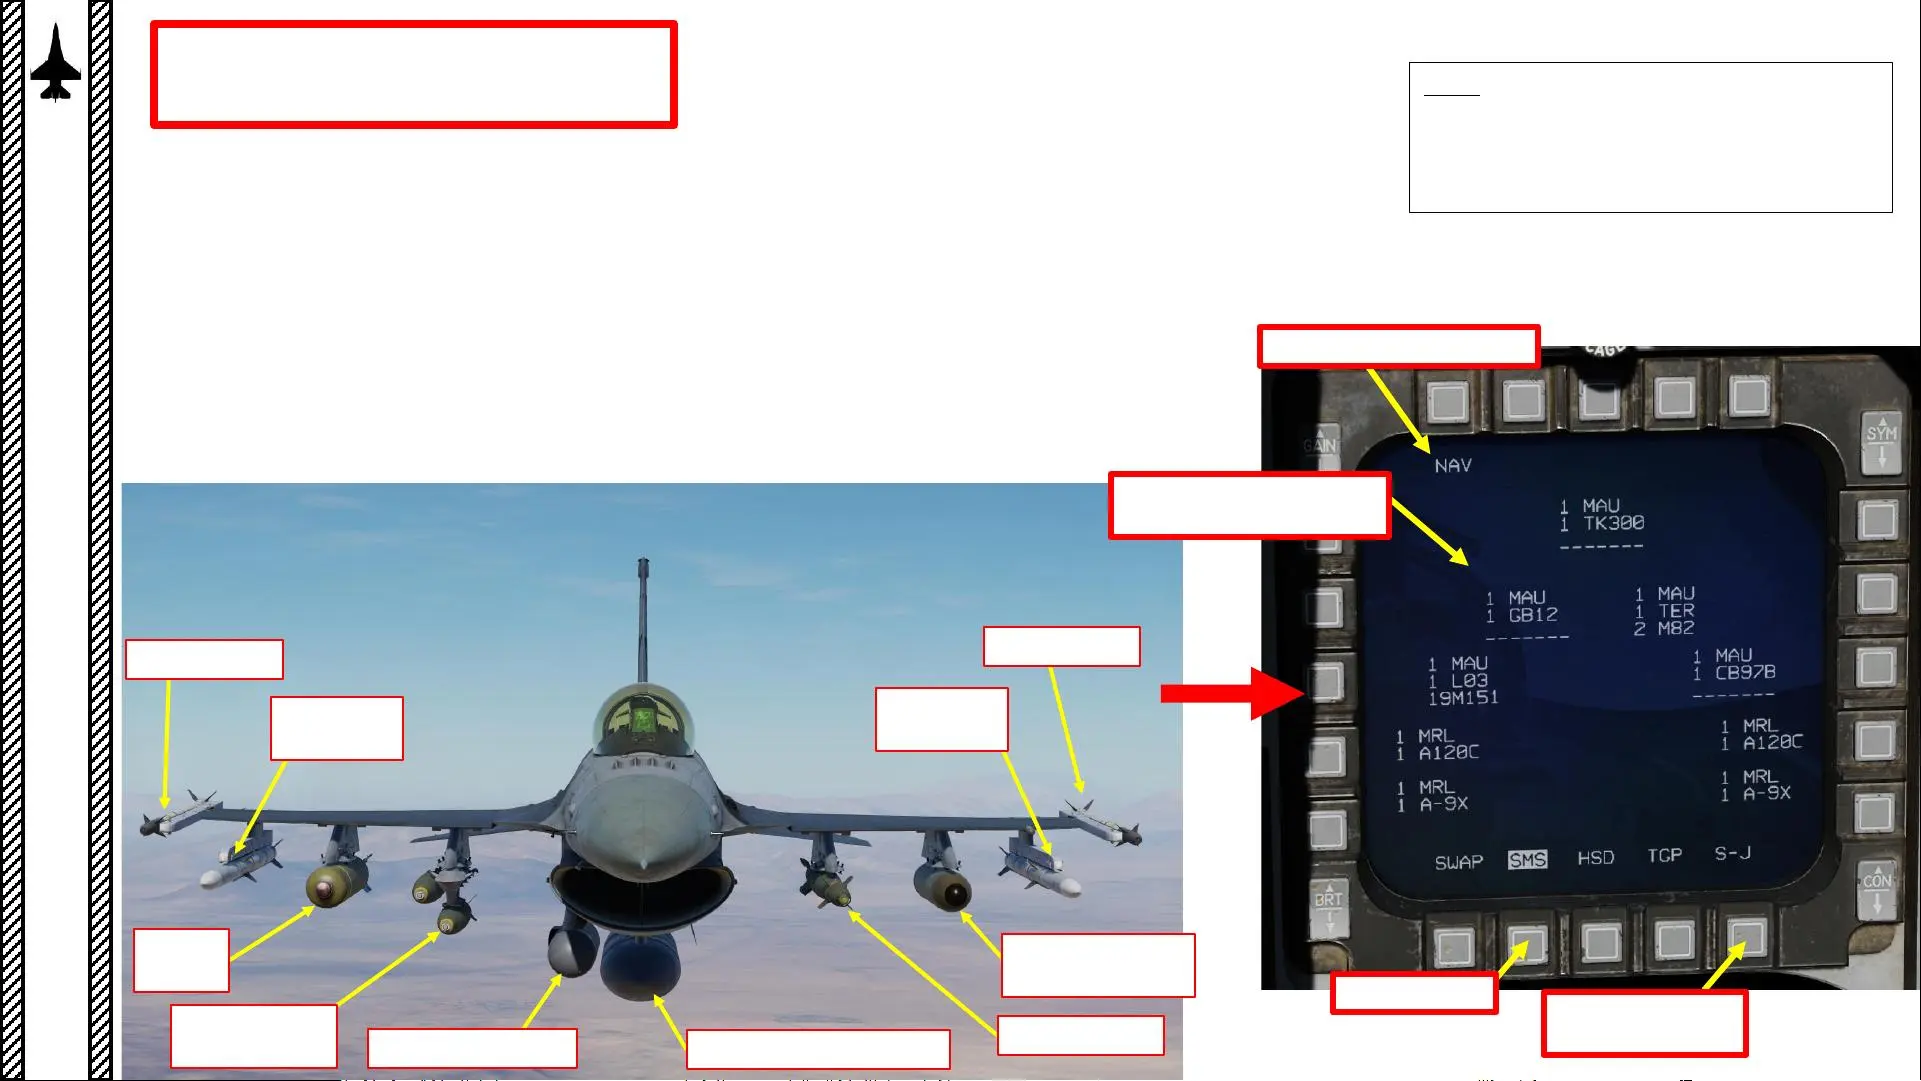 CAGE
GAIN
SYM
NAV
1 MAU
1 TK300
-------
1 MAU
1 GB12
-------
1 MAU
1 TER
2 M82
1 MAU
1 L03
19M151
1 MAU
1 CB97B
-------
1 MRL
1 A120C
1 MRL
1 A120C
1 MRL
1 A-9X
1 MRL
1 A-9X
SWAP SMS HSD TGP S-J
BRT
CON